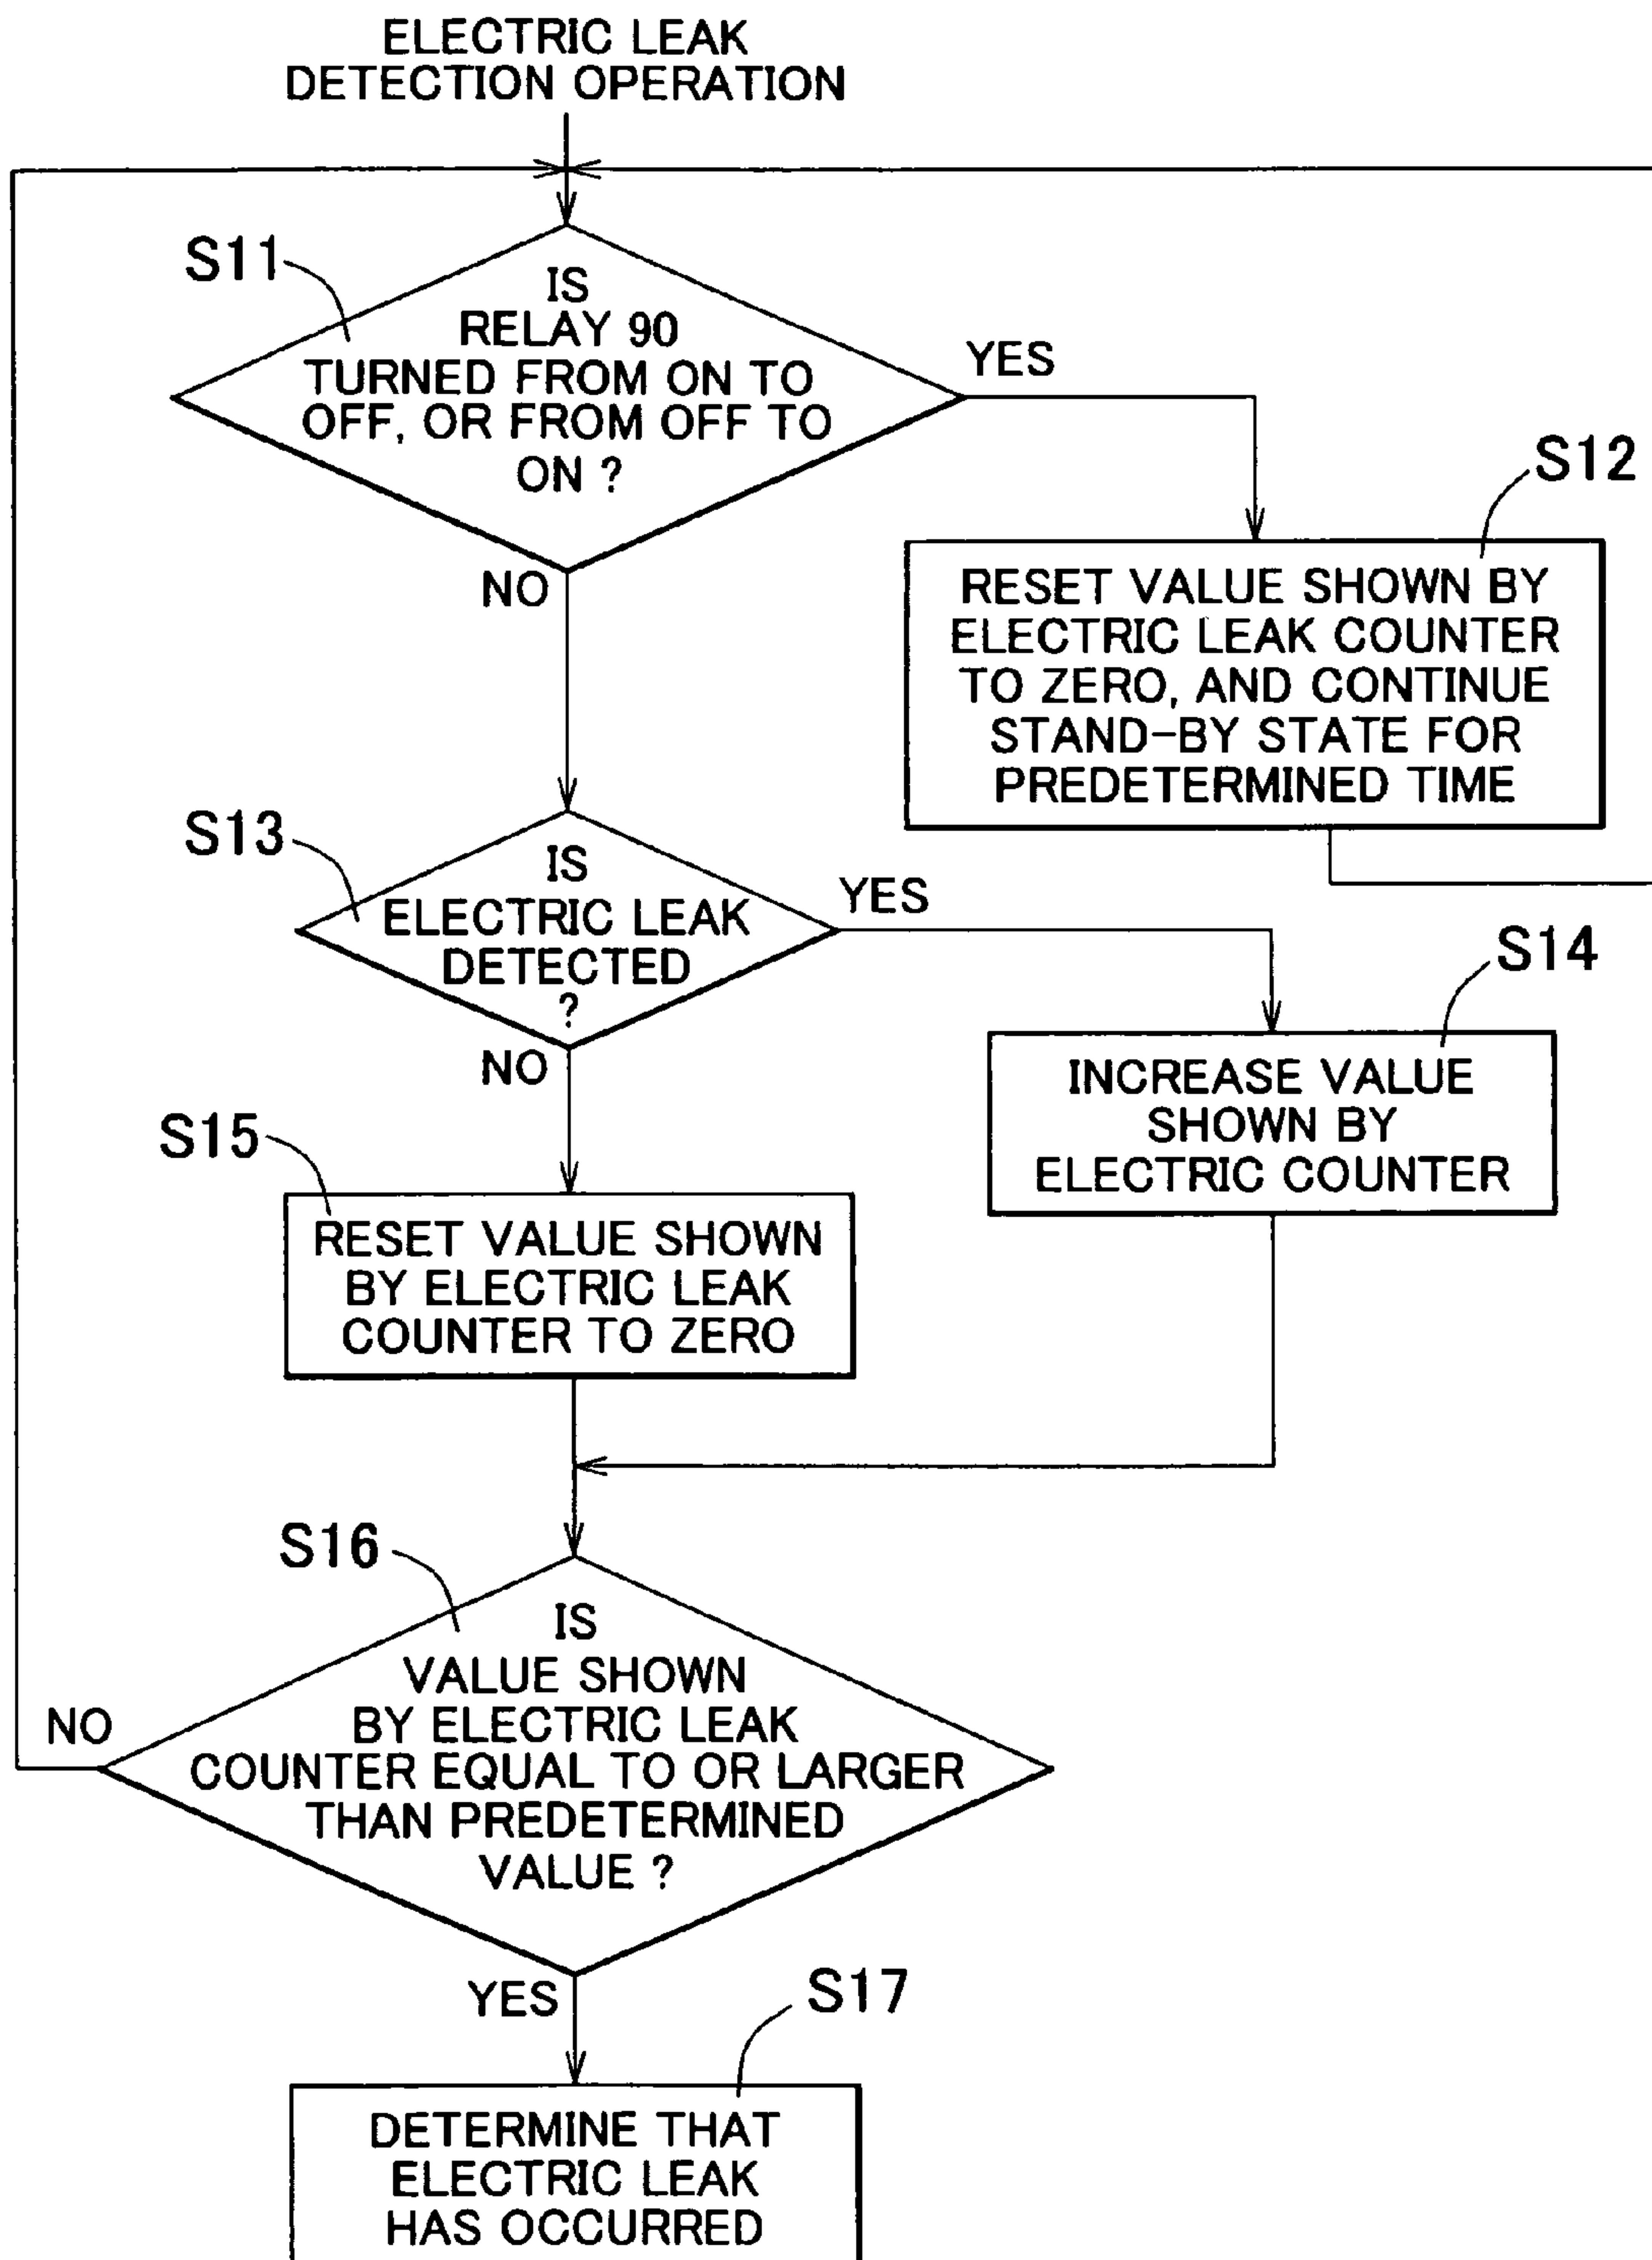 ELECTRIC LEAK
DETECTION OPERATION
S11
IS
RELAY 90
TURNED FROM ON TO
OFF, OR FROM OFF TO
ON ?
YES
NO
S12
RESET VALUE SHOWN BY
ELECTRIC LEAK COUNTER
TO ZERO, AND CONTINUE
STAND-BY STATE FOR
PREDETERMINED TIME
S13
IS
ELECTRIC LEAK
DETECTED
?
YES
NO
S14
INCREASE VALUE
SHOWN BY
ELECTRIC COUNTER
S15
RESET VALUE SHOWN
BY ELECTRIC LEAK
COUNTER TO ZERO
S16
IS
VALUE SHOWN
BY ELECTRIC LEAK
COUNTER EQUAL TO OR LARGER
THAN PREDETERMINED
VALUE ?
NO
YES
S17
DETERMINE THAT
ELECTRIC LEAK
HAS OCCURRED